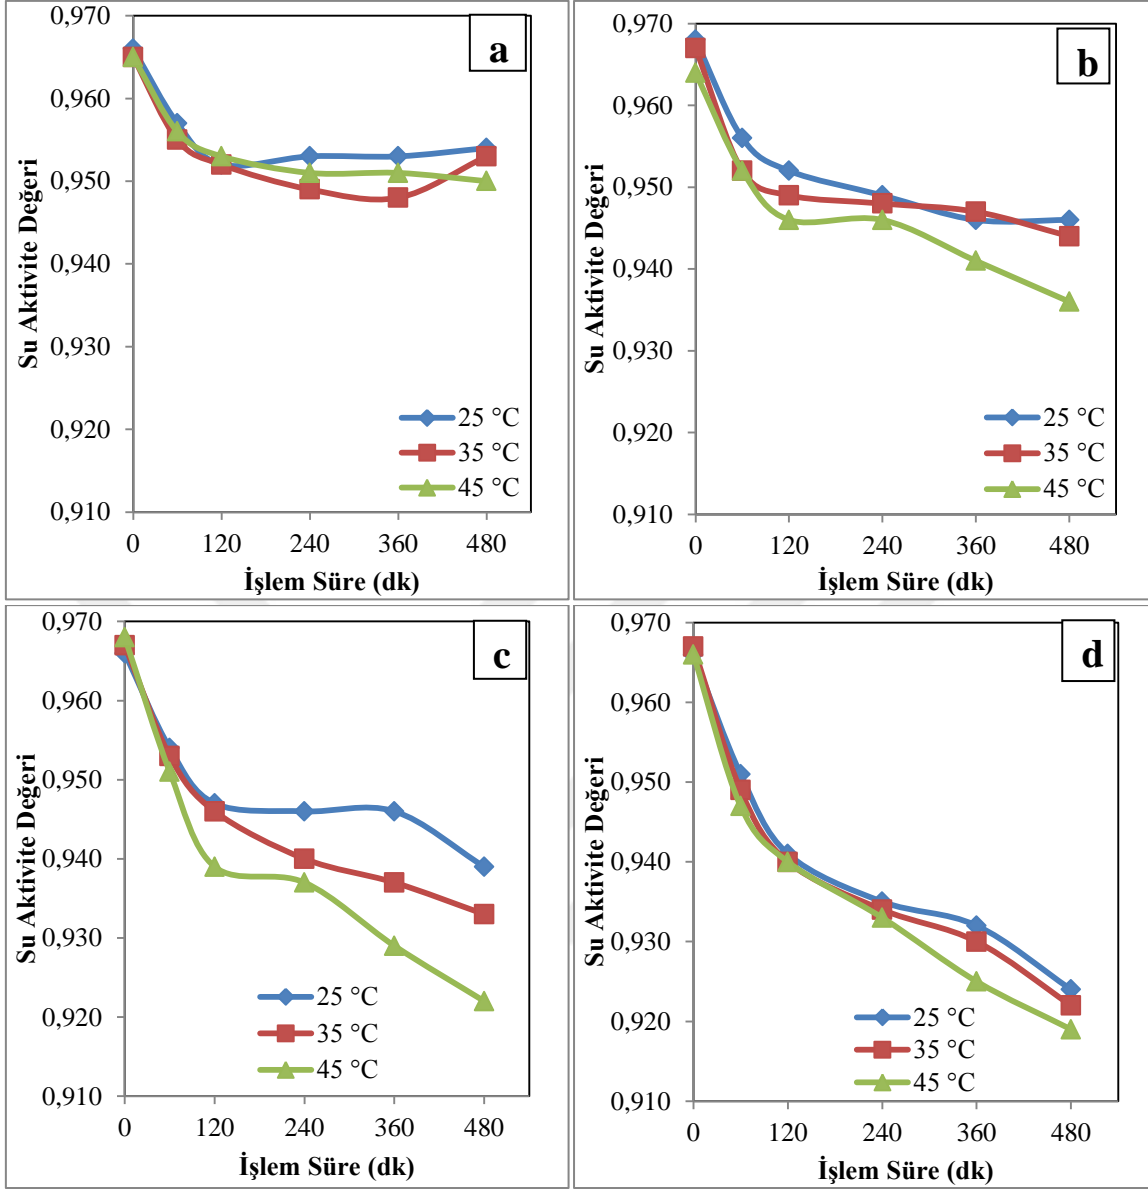 a
0,970
0,960
0,950
0,940
0,930
0,920
0,910
Su Aktivite Değeri
25 °C
35 °C
45 °C
0 120 240 360 480
İşlem Süre (dk)
b
0,970
0,960
0,950
0,940
0,930
0,920
0,910
Su Aktivite Değeri
25 °C
35 °C
45 °C
0 120 240 360 480
İşlem Süre (dk)
c
0,970
0,960
0,950
0,940
0,930
0,920
0,910
Su Aktivite Değeri
25 °C
35 °C
45 °C
0 120 240 360 480
İşlem Süre (dk)
d
0,970
0,960
0,950
0,940
0,930
0,920
0,910
Su Aktivite Değeri
25 °C
35 °C
45 °C
0 120 240 360 480
İşlem Süre (dk)